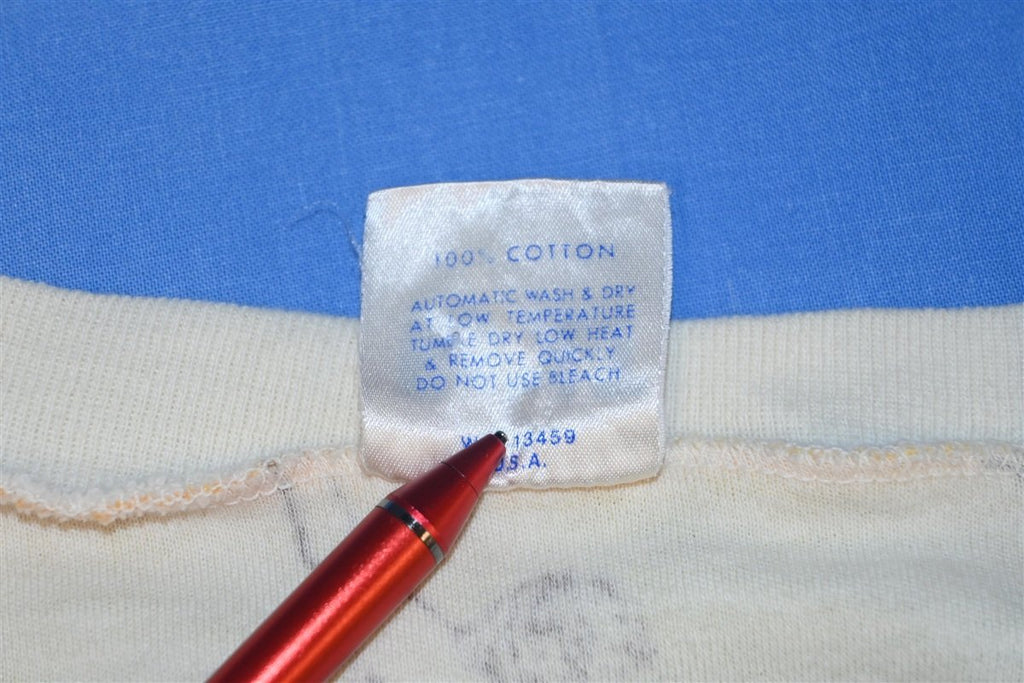 100% COTTON
AUTOMATIC WASH & DRY
AT LOW TEMPERATURE
TUMBLE DRY LOW HEAT
& REMOVE QUICKLY
DO NOT USE BLEACH
13459
U.S.A.